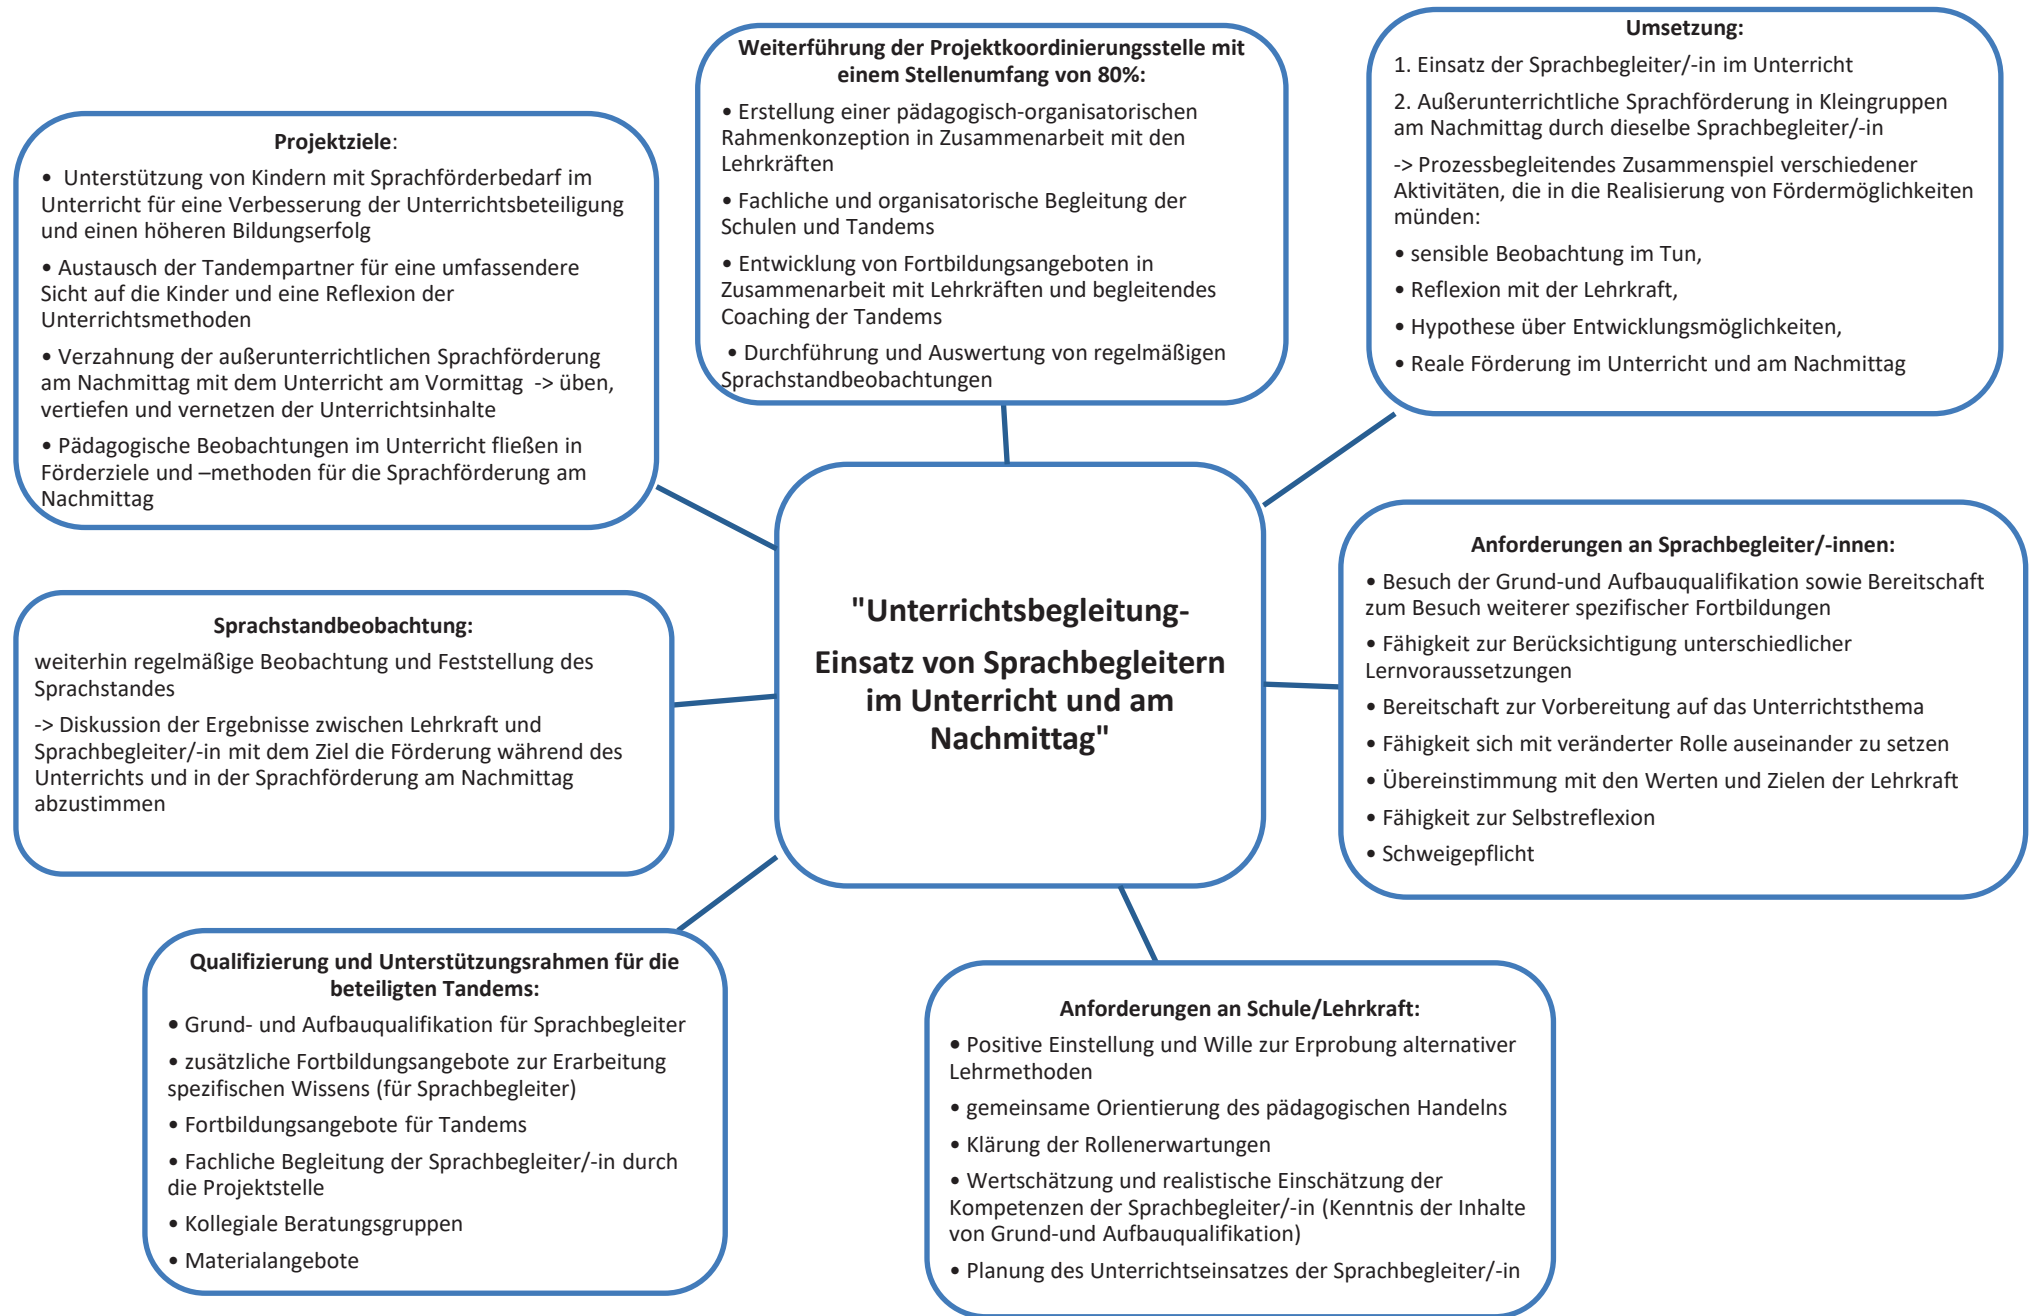 Projektziele:
•  Unterstützung von Kindern mit Sprachförderbedarf im
Unterricht für eine Verbesserung der Unterrichtsbeteiligung
und einen höheren Bildungserfolg
• Austausch der Tandempartner für eine umfassendere
Sicht auf die Kinder und eine Reflexion der
Unterrichtsmethoden
• Verzahnung der außerunterrichtlichen Sprachförderung
am Nachmittag mit dem Unterricht am Vormittag  -> üben,
vertiefen und vernetzen der Unterrichtsinhalte
• Pädagogische Beobachtungen im Unterricht fließen in
Förderziele und –methoden für die Sprachförderung am
Nachmittag
Weiterführung der Projektkoordinierungsstelle mit
einem Stellenumfang von 80%:
• Erstellung einer pädagogisch-organisatorischen
Rahmenkonzeption in Zusammenarbeit mit den
Lehrkräften
• Fachliche und organisatorische Begleitung der
Schulen und Tandems
• Entwicklung von Fortbildungsangeboten in
Zusammenarbeit mit Lehrkräften und begleitendes
Coaching der Tandems
• Durchführung und Auswertung von regelmäßigen
Sprachstandbeobachtungen
Umsetzung:
1. Einsatz der Sprachbegleiter/-in im Unterricht
2. Außerunterrichtliche Sprachförderung in Kleingruppen
am Nachmittag durch dieselbe Sprachbegleiter/-in
-> Prozessbegleitendes Zusammenspiel verschiedener
Aktivitäten, die in die Realisierung von Fördermöglichkeiten
münden:
• sensible Beobachtung im Tun,
• Reflexion mit der Lehrkraft,
• Hypothese über Entwicklungsmöglichkeiten,
• Reale Förderung im Unterricht und am Nachmittag
Sprachstandbeobachtung:
weiterhin regelmäßige Beobachtung und Feststellung des
Sprachstandes
-> Diskussion der Ergebnisse zwischen Lehrkraft und
Sprachbegleiter/-in mit dem Ziel die Förderung während des
Unterrichts und in der Sprachförderung am Nachmittag
abzustimmen
"Unterrichtsbegleitung-
Einsatz von Sprachbegleitern
im Unterricht und am
Nachmittag"
Anforderungen an Sprachbegleiter/-innen:
• Besuch der Grund-und Aufbauqualifikation sowie Bereitschaft
zum Besuch weiterer spezifischer Fortbildungen
• Fähigkeit zur Berücksichtigung unterschiedlicher
Lernvoraussetzungen
• Bereitschaft zur Vorbereitung auf das Unterrichtsthema
• Fähigkeit sich mit veränderter Rolle auseinander zu setzen
• Übereinstimmung mit den Werten und Zielen der Lehrkraft
• Fähigkeit zur Selbstreflexion
• Schweigepflicht
Qualifizierung und Unterstützungsrahmen für die
beteiligten Tandems:
• Grund- und Aufbauqualifikation für Sprachbegleiter
• zusätzliche Fortbildungsangebote zur Erarbeitung
spezifischen Wissens (für Sprachbegleiter)
• Fortbildungsangebote für Tandems
• Fachliche Begleitung der Sprachbegleiter/-in durch
die Projektstelle
• Kollegiale Beratungsgruppen
• Materialangebote
Anforderungen an Schule/Lehrkraft:
• Positive Einstellung und Wille zur Erprobung alternativer
Lehrmethoden
• gemeinsame Orientierung des pädagogischen Handelns
• Klärung der Rollenerwartungen
• Wertschätzung und realistische Einschätzung der
Kompetenzen der Sprachbegleiter/-in (Kenntnis der Inhalte
von Grund-und Aufbauqualifikation)
• Planung des Unterrichtseinsatzes der Sprachbegleiter/-in